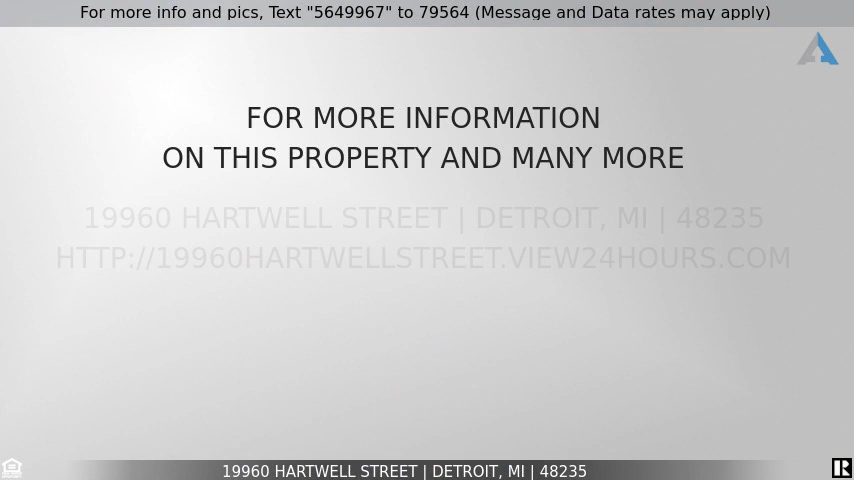 For more info and pics, Text "5649967" to 79564 (Message and Data rates may apply)
FOR MORE INFORMATION
ON THIS PROPERTY AND MANY MORE
19960 HARTWELL STREET | DETROIT, MI | 48235
HTTP://19960HARTWELLSTREET.VIEW24HOURS.COM
19960 HARTWELL STREET | DETROIT, MI | 48235